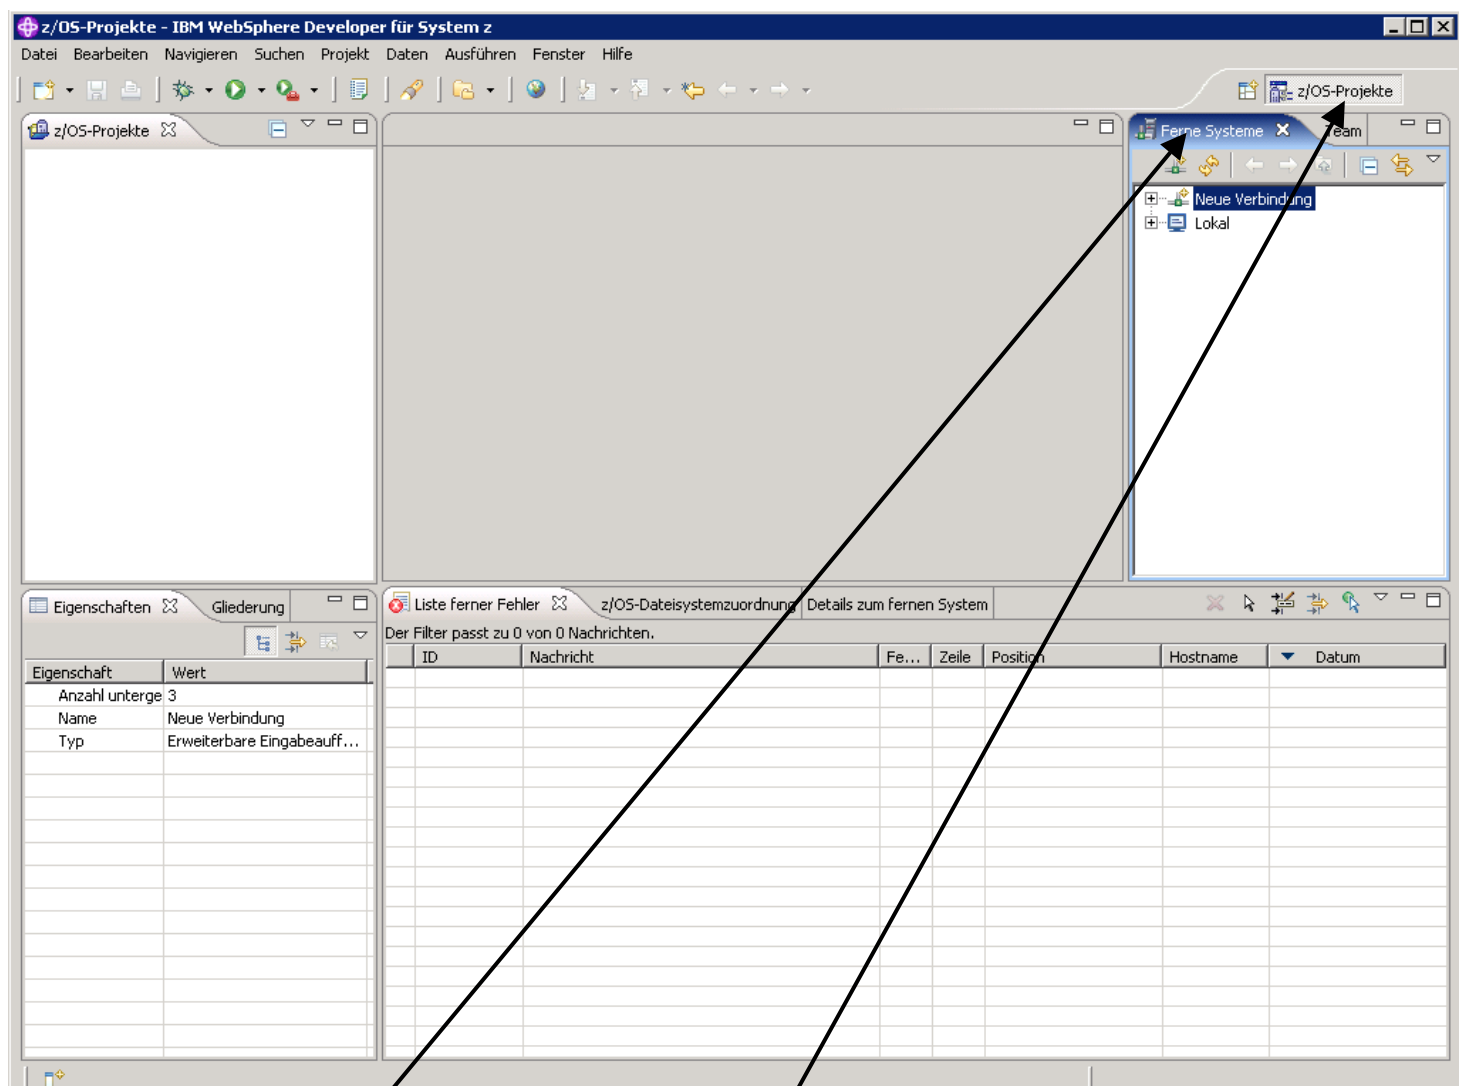 z/OS-Projekte - IBM WebSphere Developer für System z
Datei Bearbeiten Navigieren Suchen Projekt Daten Ausführen Fenster Hilfe
z/OS-Projekte
z/OS-Projekte
Ferne Systeme Team
Neue Verbindung
Lokal
Eigenschaften Gliederung
Liste ferner Fehler z/OS-Dateisystemzuordnung Details zum fernen System
Der Filter passt zu 0 von 0 Nachrichten.
ID Nachricht Fe... Zeile Position Hostname Datum
Eigenschaft Wert
Anzahl unterge 3
Name Neue Verbindung
Typ Erweiterbare Eingabeauff...